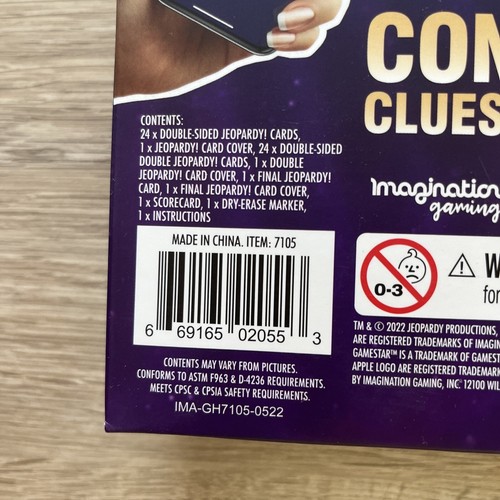 CON
CLUES
CONTENTS:
24 x DOUBLE-SIDED JEOPARDY! CARDS,
1 x JEOPARDY! CARD COVER, 24 x DOUBLE-SIDED
DOUBLE JEOPARDY! CARDS, 1 x DOUBLE
JEOPARDY! CARD COVER, 1 x FINAL JEOPARDY!
CARD, 1 x FINAL JEOPARDY! CARD COVER,
1 x SCORECARD, 1 x DRY-ERASE MARKER,
1 x INSTRUCTIONS
Imagination
gaming
MADE IN CHINA. ITEM: 7105
6 69165 02055 3
0-3
W
for
TM & © 2022 JEOPARDY PRODUCTIONS,
ARE REGISTERED TRADEMARKS OF IMAGIN
GAMESTAR™ IS A TRADEMARK OF GAMEST
APPLE LOGO ARE REGISTERED TRADEMARK
BY IMAGINATION GAMING, INC. 12100 WIL
CONTENTS MAY VARY FROM PICTURES.
CONFORMS TO ASTM F963 & D-4236 REQUIREMENTS.
MEETS CPSC & CPSIA SAFETY REQUIREMENTS.
IMA-GH7105-0522